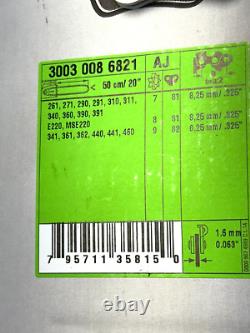 3003 008 6821 AJ
50 cm/ 20"
261, 271, 290, 291, 310, 311, 7 81 8,25 mm/ .325"
340, 360, 390, 391
E220, MSE220 8 81 8,25 mm/ .325"
341, 361, 362, 440, 441, 460 9 82 8,25 mm/ .325"
1.6 mm
0.063"
7 95711 35815 0